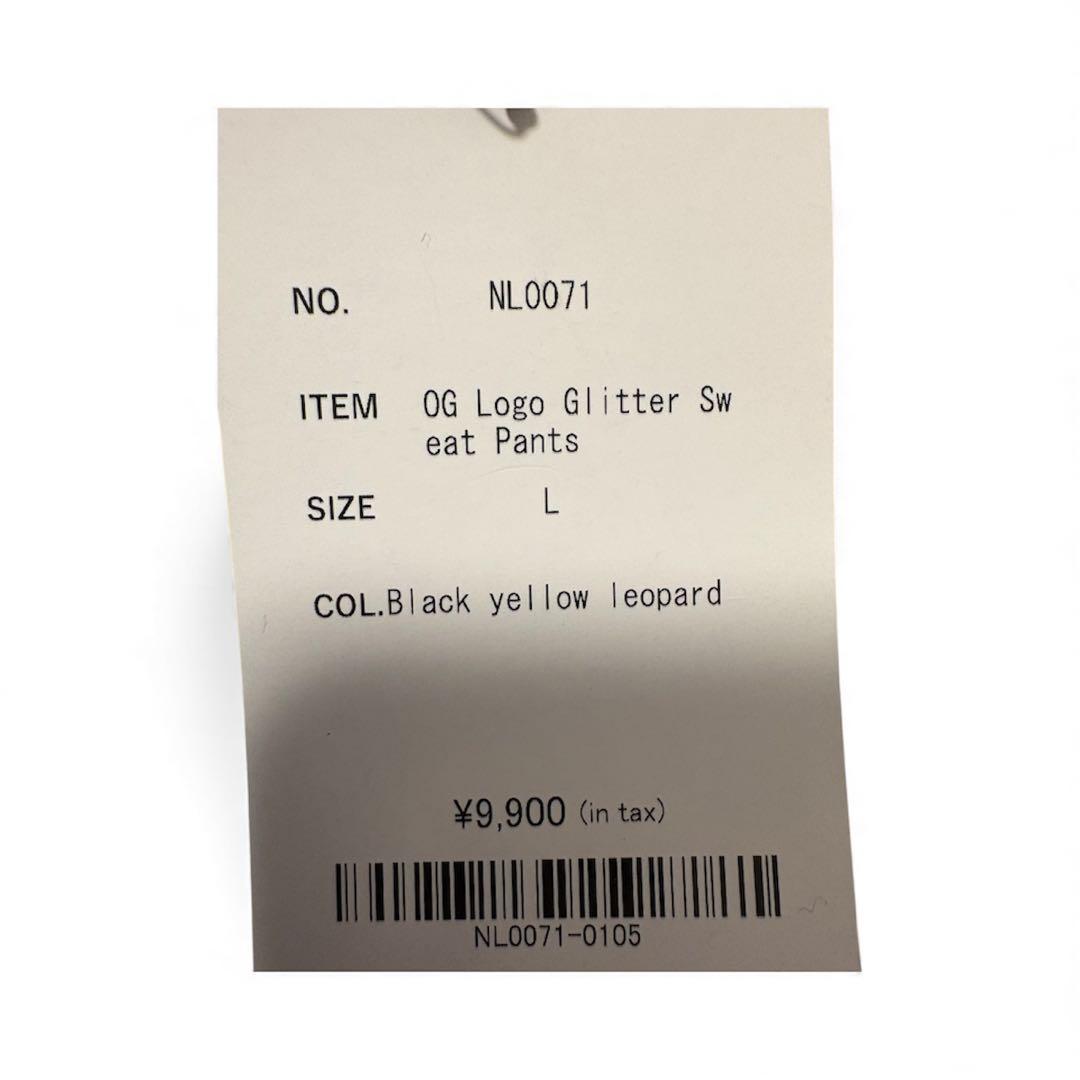 NO. NL0071
ITEM OG Logo Glitter Sw
eat Pants
SIZE L
COL.Black yellow leopard
¥9,900 (in tax)
NL0071-0105